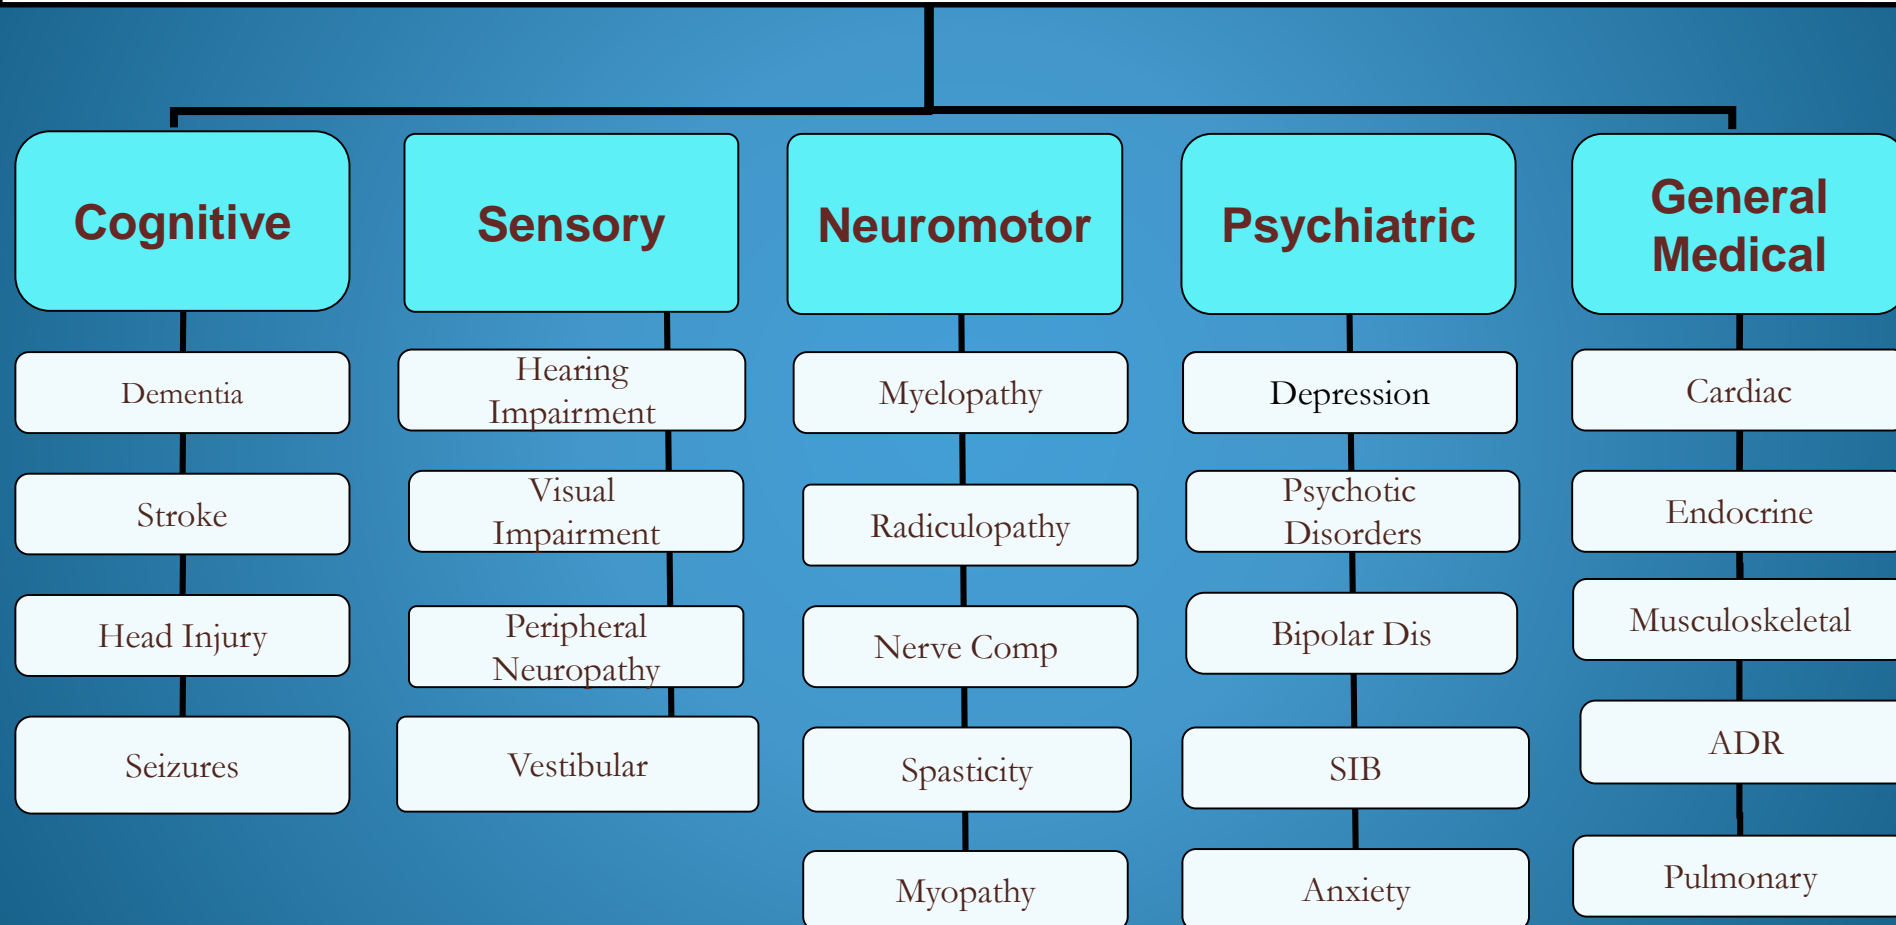 Cognitive
Dementia
Stroke
Head Injury
Seizures
Sensory
Hearing
Impairment
Visual
Impairment
Peripheral
Neuropathy
Vestibular
Neuromotor
Myelopathy
Radiculopathy
Nerve Comp
Spasticity
Myopathy
Psychiatric
Depression
Psychotic
Disorders
Bipolar Dis
SIB
Anxiety
General
Medical
Cardiac
Endocrine
Musculoskeletal
ADR
Pulmonary